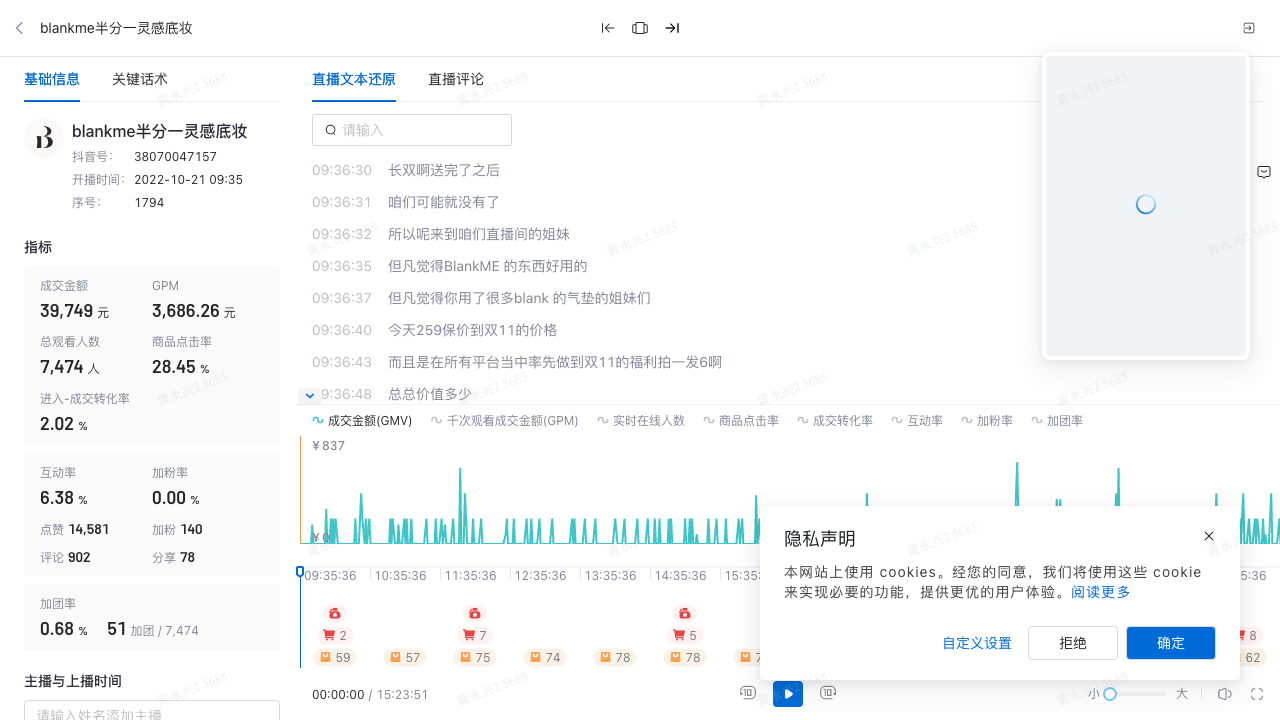 blankme半分一灵感底妆
基础信息
关键话术
blankme半分一灵感底妆
抖音号：
38070047157
开播时间：
2022-10-21 09:35
序号：
1794
指标
成交金额
GPM
39,749 元
3,686.26 元
总观看人数
商品点击率
7,474 人
28.45 %
进入-成交转化率
2.02 %
互动率
加粉率
6.38 %
0.00 %
点赞 14,581
加粉 140
评论 902
分享 78
加团率
0.68 %
51 加团 / 7,474
主播与上播时间
请输入姓名添加主播
直播文本还原
直播评论
请输入
09:36:30 长双啊送完了之后
09:36:31 咱们可能就没有了
09:36:32 所以呢来到咱们直播间的姐妹
09:36:35 但凡觉得BlankME 的东西好用的
09:36:37 但凡觉得你用了很多blank 的气垫的姐妹们
09:36:40 今天259保价到双11的价格
09:36:43 而且是在所有平台当中率先做到双11的福利拍一发6啊
9:36:48 总总价值多少
成交金额(GMV)
千次观看成交金额(GPM)
实时在线人数
商品点击率
成交转化率
互动率
加粉率
加团率
¥ 837
¥ 0
09:35:36
10:35:36
11:35:36
12:35:36
13:35:36
14:35:36
15:35
5:36
2
7
5
8
59
57
75
74
78
78
7
62
隐私声明
本网站上使用 cookies。经您的同意，我们将使用这些 cookie
来实现必要的功能，提供更优的用户体验。阅读更多
自定义设置
拒绝
确定
00:00:00 / 15:23:51
10
10
小
大
黄永兴2 5685